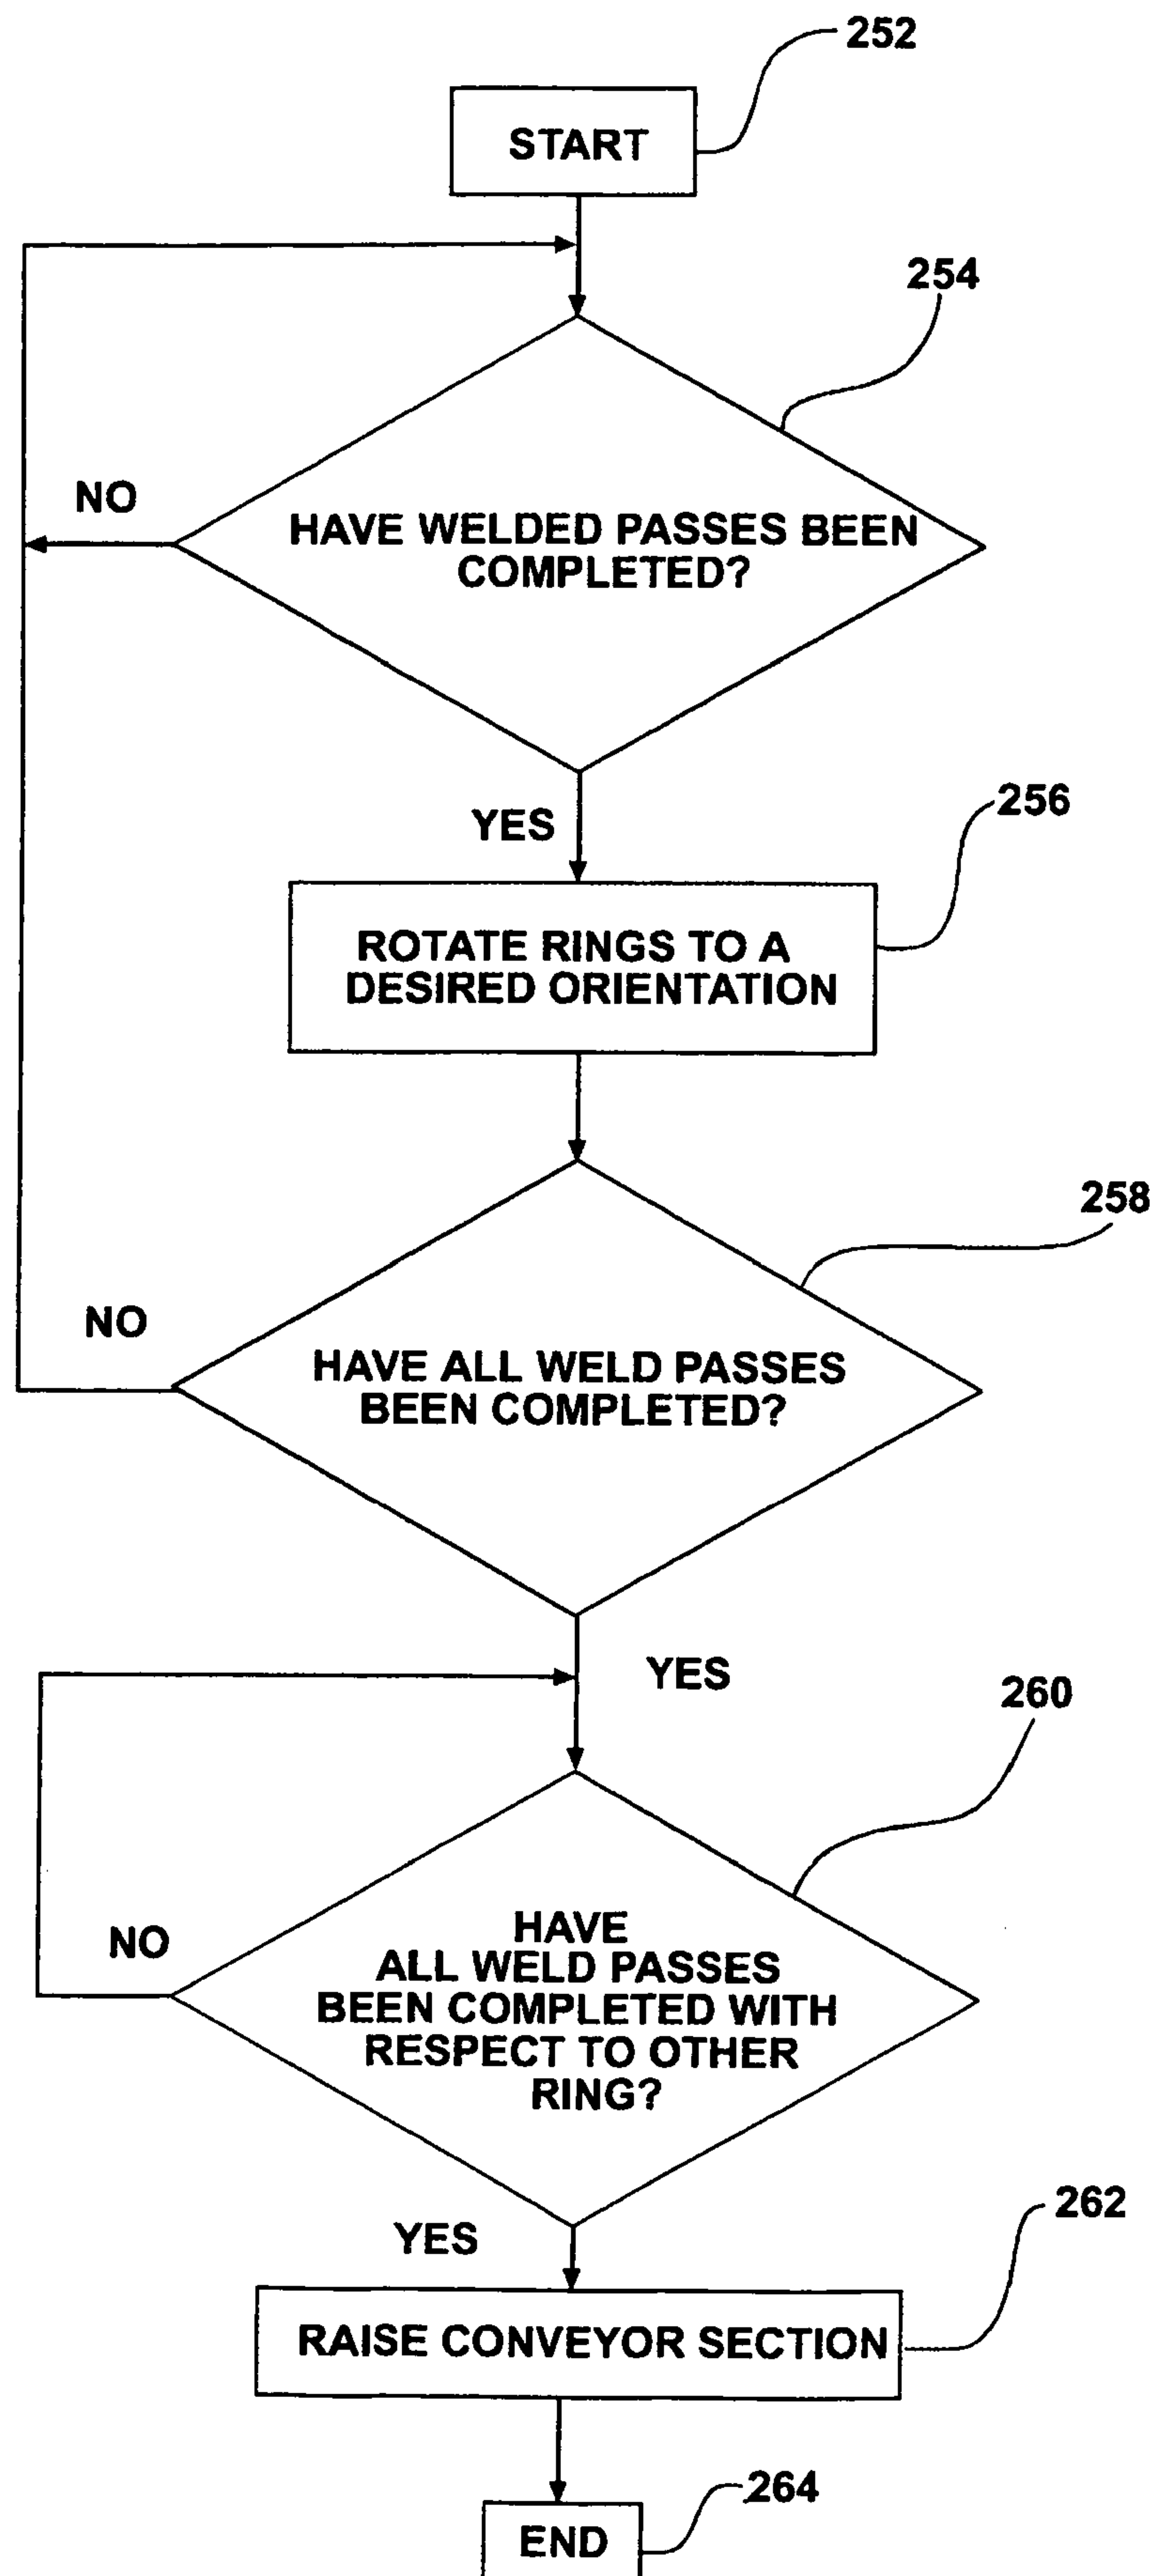 252
START
254
NO
HAVE WELDED PASSES BEEN
COMPLETED?
YES
256
ROTATE RINGS TO A
DESIRED ORIENTATION
258
NO
HAVE ALL WELD PASSES
BEEN COMPLETED?
YES
260
NO
HAVE
ALL WELD PASSES
BEEN COMPLETED WITH
RESPECT TO OTHER
RING?
262
YES
RAISE CONVEYOR SECTION
264
END